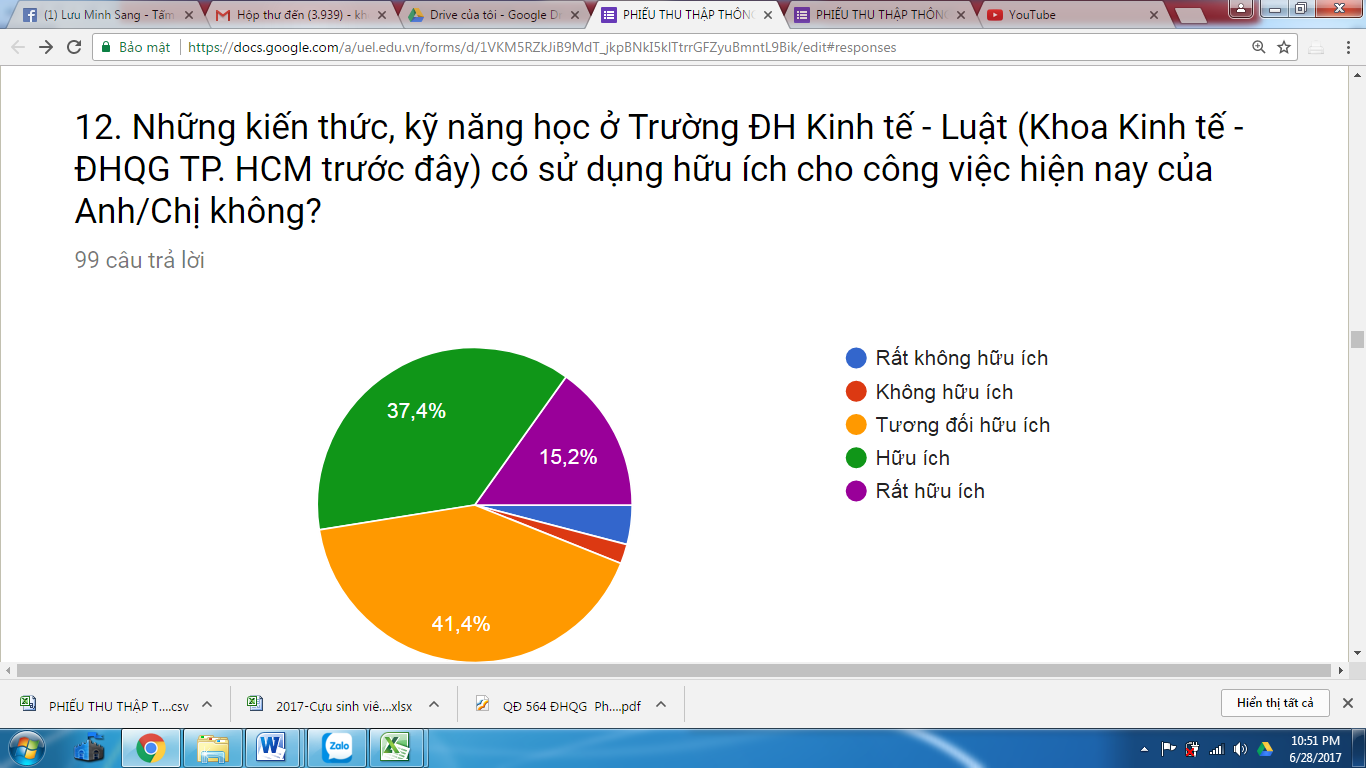 (1) Lưu Minh Sang - Tấm
Hộp thư đến (3.939) - kh
Drive của tôi - Google D
PHIẾU THU THẬP THÔN
PHIẾU THU THẬP THÔN
YouTube
Bảo mật
https://docs.google.com/a/uel.edu.vn/forms/d/1VKM5RZkJiB9MdT_jkpBNkI5klTtrrGFZyuBmntL9Bik/edit#responses
12. Những kiến thức, kỹ năng học ở Trường ĐH Kinh tế - Luật (Khoa Kinh tế -
ĐHQG TP. HCM trước đây) có sử dụng hữu ích cho công việc hiện nay của
Anh/Chị không?
99 câu trả lời
37,4%
15,2%
41,4%
Rất không hữu ích
Không hữu ích
Tương đối hữu ích
Hữu ích
Rất hữu ích
PHIẾU THU THẬP T....csv
2017-Cựu sinh viê....xlsx
QĐ 564 ĐHQG Ph....pdf
Hiển thị tất cả
Zalo
10:51 PM
6/28/2017